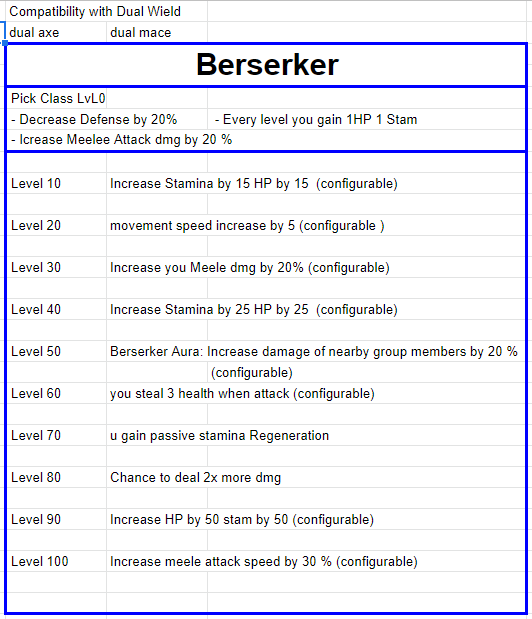 Compatibility with Dual Wield
dual axe dual mace
Berserker
Pick Class LvL0
- Decrease Defense by 20% - Every level you gain 1HP 1 Stam
- Icrease Meelee Attack dmg by 20 %
Level 10 Increase Stamina by 15 HP by 15 (configurable)
Level 20 movement speed increase by 5 (configurable )
Level 30 Increase you Meele dmg by 20% (configurable)
Level 40 Increase Stamina by 25 HP by 25 (configurable)
Level 50 Berserker Aura: Increase damage of nearby group members by 20 %
(configurable)
Level 60 you steal 3 health when attack (configurable)
Level 70 u gain passive stamina Regeneration
Level 80 Chance to deal 2x more dmg
Level 90 Increase HP by 50 stam by 50 (configurable)
Level 100 Increase meele attack speed by 30 % (configurable)